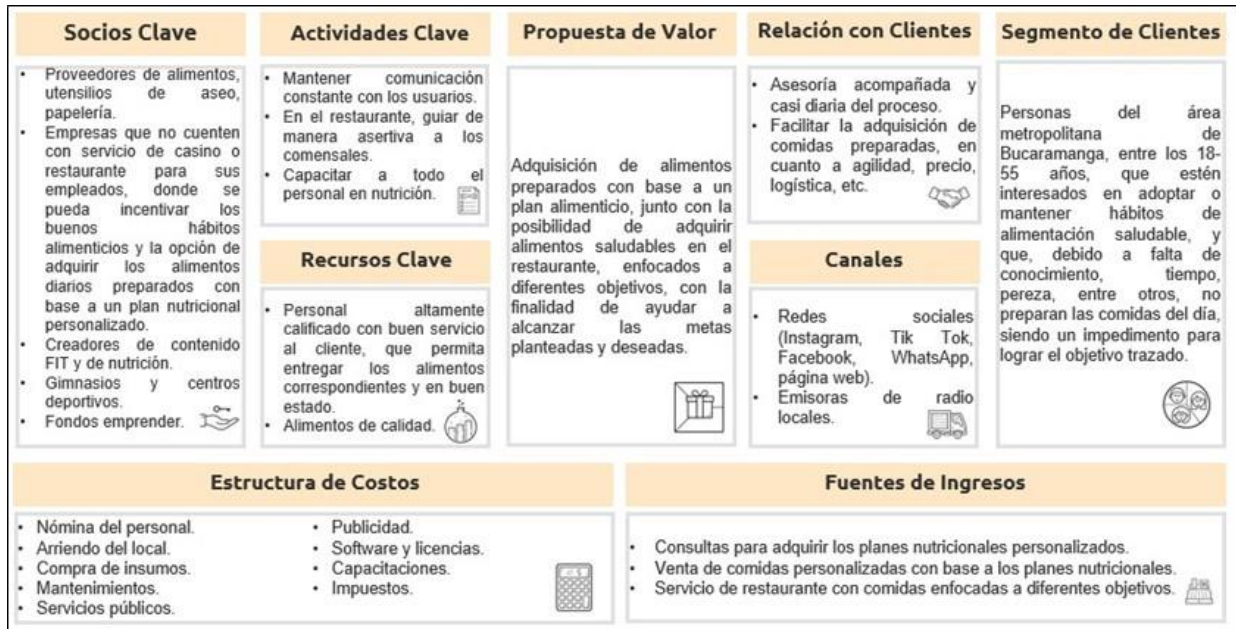 Socios Clave
• Proveedores de alimentos,
utensilios de aseo,
papelería.
• Empresas que no cuenten
con servicio de casino o
restaurante para sus
empleados, donde se
pueda incentivar los
buenos hábitos
alimenticios y la opción de
adquirir los alimentos
diarios preparados con
base a un plan nutricional
personalizado.
• Creadores de contenido
FIT y de nutrición.
• Gimnasios y centros
deportivos.
• Fondos emprender.
Actividades Clave
• Mantener comunicación
constante con los usuarios.
• En el restaurante, guiar de
manera asertiva a los
comensales.
• Capacitar a todo el
personal en nutrición.
Recursos Clave
• Personal altamente
calificado con buen servicio
al cliente, que permita
entregar los alimentos
correspondientes y en buen
estado.
• Alimentos de calidad.
Propuesta de Valor
Adquisición de alimentos
preparados con base a un
plan alimenticio, junto con la
posibilidad de adquirir
alimentos saludables en el
restaurante, enfocados a
diferentes objetivos, con la
finalidad de ayudar a
alcanzar las metas
planteadas y deseadas.
Relación con Clientes
• Asesoría acompañada y
casi diaria del proceso.
• Facilitar la adquisición de
comidas preparadas, en
cuanto a agilidad, precio,
logística, etc.
Canales
• Redes sociales
(Instagram, Tik Tok,
Facebook, WhatsApp,
página web).
• Emisoras de radio
locales.
Segmento de Clientes
Personas del área
metropolitana de
Bucaramanga, entre los 18-
55 años, que estén
interesados en adoptar o
mantener hábitos de
alimentación saludable, y
que, debido a falta de
conocimiento, tiempo,
pereza, entre otros, no
preparan las comidas del día,
siendo un impedimento para
lograr el objetivo trazado.
Estructura de Costos
• Nómina del personal.
• Arriendo del local.
• Compra de insumos.
• Mantenimientos.
• Servicios públicos.
• Publicidad.
• Software y licencias.
• Capacitaciones.
• Impuestos.
Fuentes de Ingresos
• Consultas para adquirir los planes nutricionales personalizados.
• Venta de comidas personalizadas con base a los planes nutricionales.
• Servicio de restaurante con comidas enfocadas a diferentes objetivos.